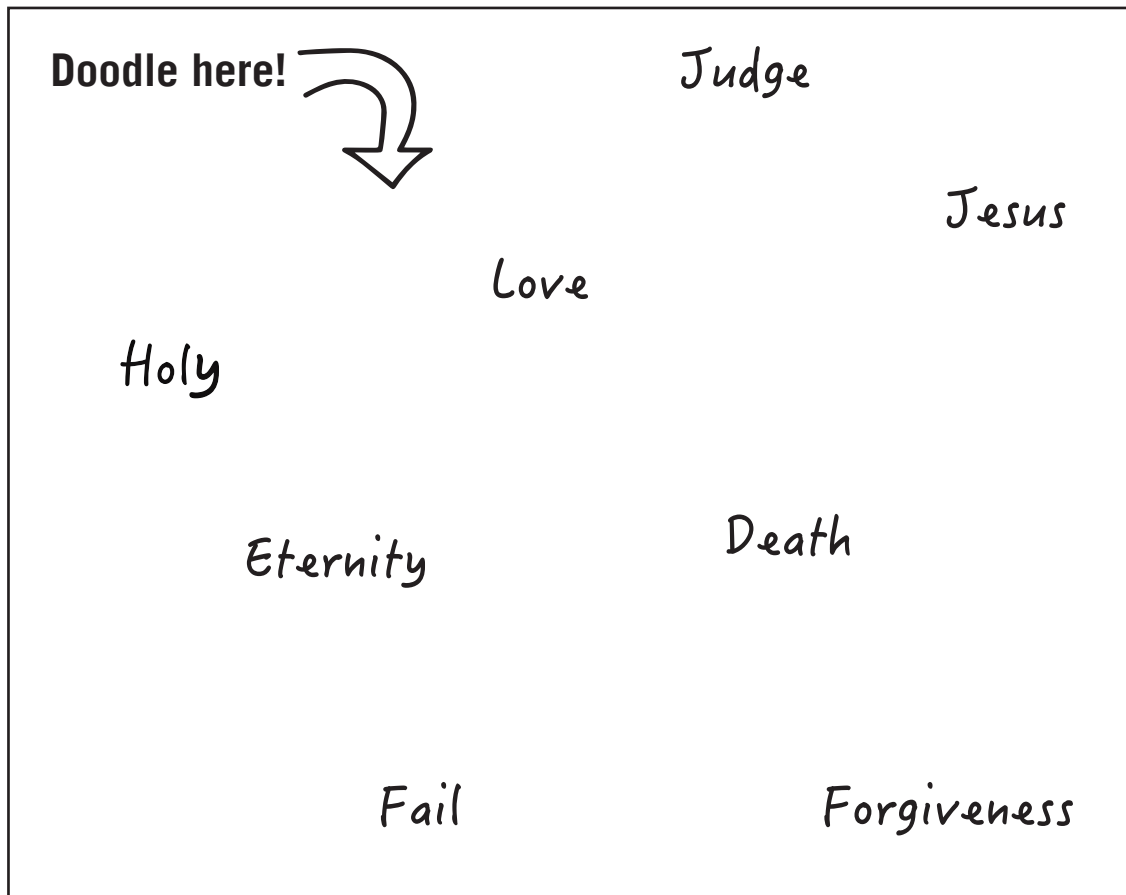 Doodle here!
Judge
Jesus
Love
Holy
Death
Eternity
Fail
Forgiveness